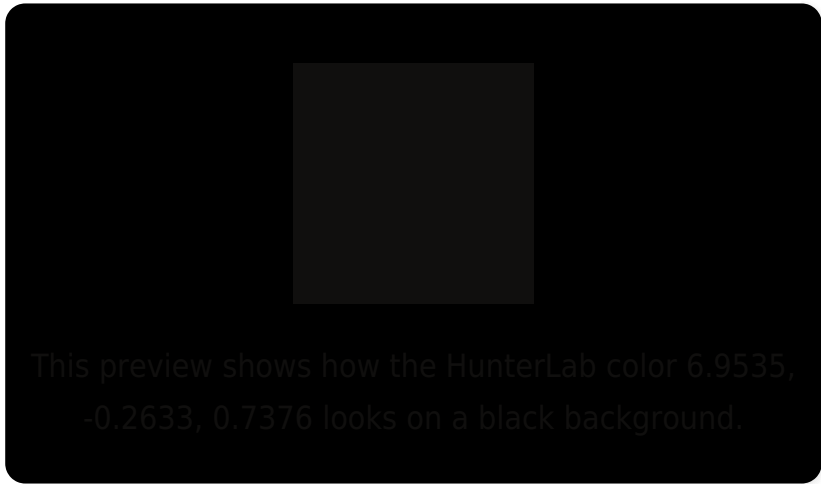 This preview shows how the HunterLab color 6.9535,
-0.2633, 0.7376 looks on a black background.